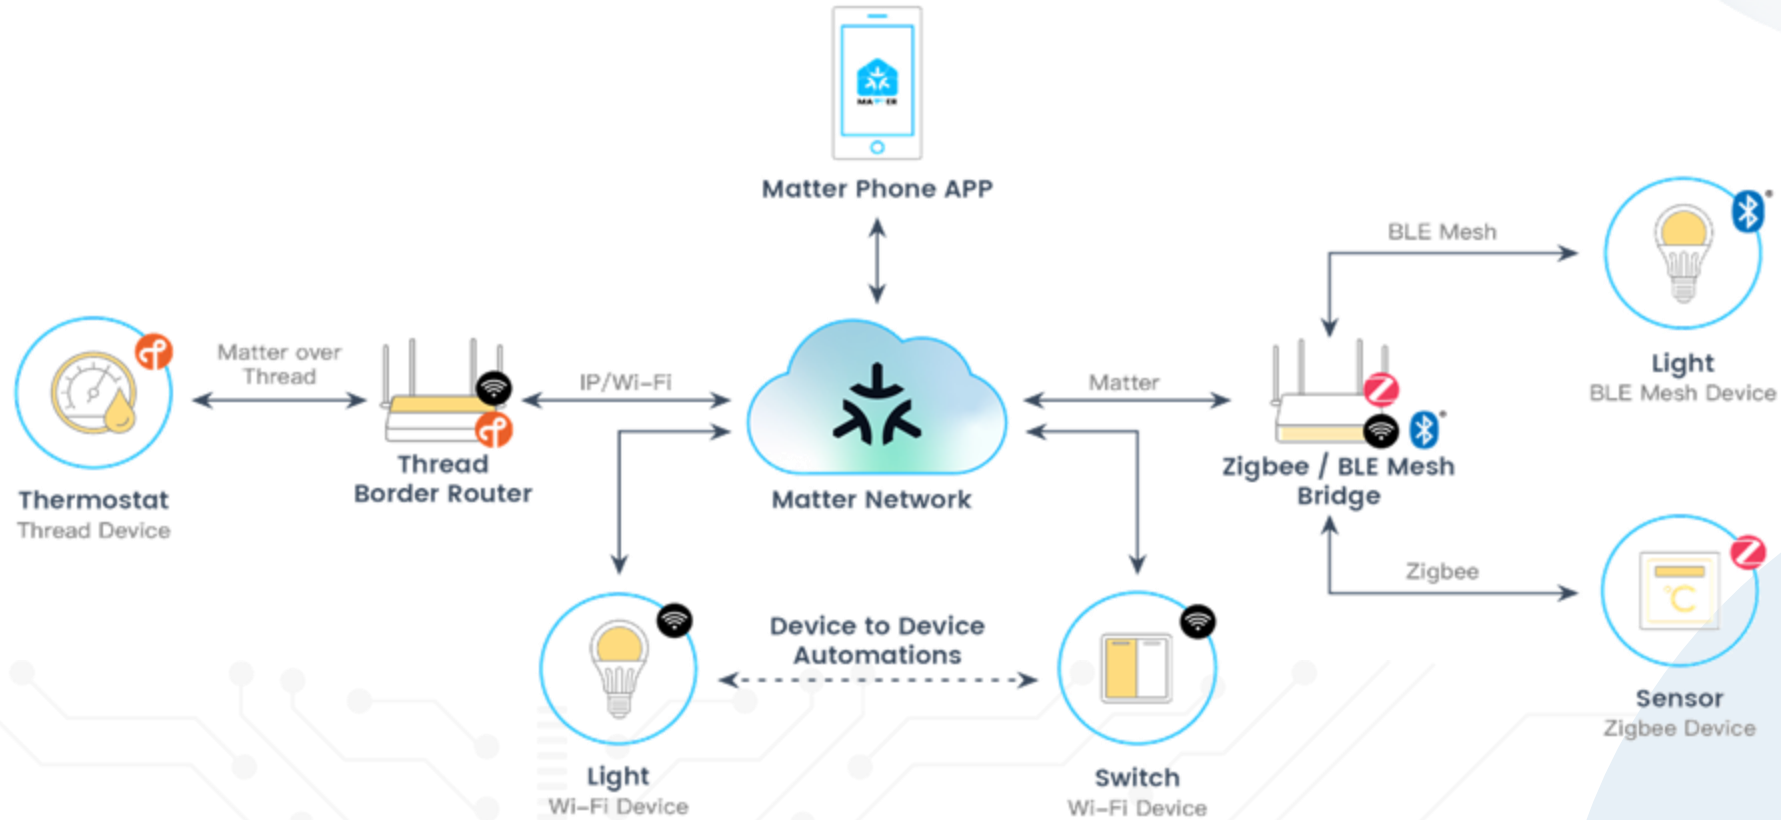 MATTER
Matter Phone APP
BLE Mesh
Light
BLE Mesh Device
Matter over
Thread
IP/Wi-Fi
Matter
Thermostat
Thread Device
Thread
Border Router
Matter Network
Zigbee / BLE Mesh
Bridge
Zigbee
°C
Sensor
Zigbee Device
Device to Device
Automations
Light
Wi-Fi Device
Switch
Wi-Fi Device